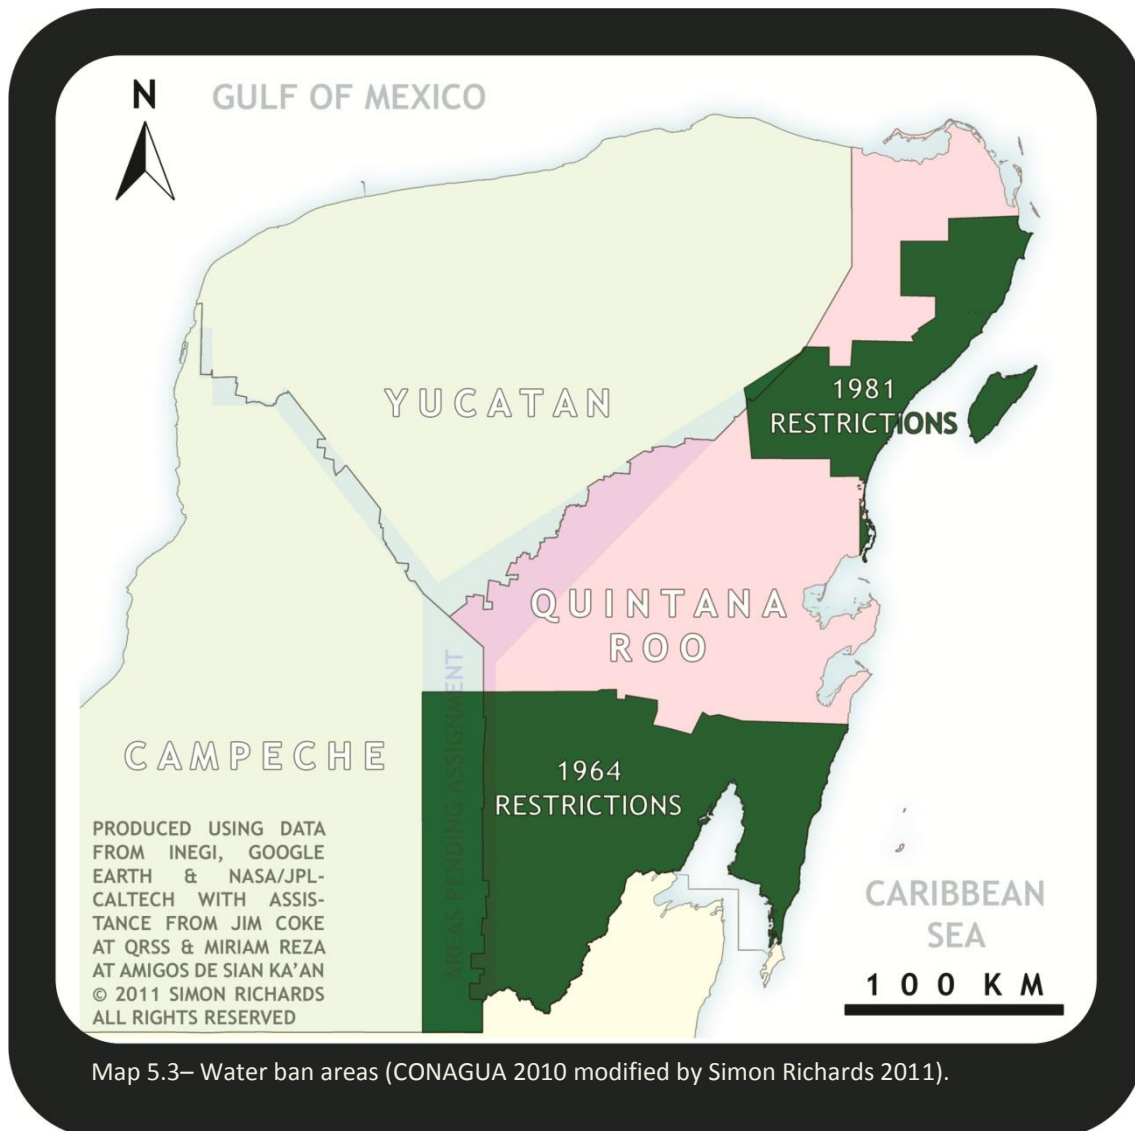 N
GULF OF MEXICO
YUCATAN
1981
RESTRICTIONS
QUINTANA
ROO
AREAS PENDING ASSIGNMENT
CAMPECHE
1964
RESTRICTIONS
PRODUCED USING DATA
FROM INEGI, GOOGLE
EARTH & NASA/JPL-
CALTECH WITH ASSIS-
TANCE FROM JIM COKE
AT QRSS & MIRIAM REZA
AT AMIGOS DE SIAN KA'AN
© 2011 SIMON RICHARDS
ALL RIGHTS RESERVED
CARIBBEAN
SEA
100 KM
Map 5.3– Water ban areas (CONAGUA 2010 modified by Simon Richards 2011).